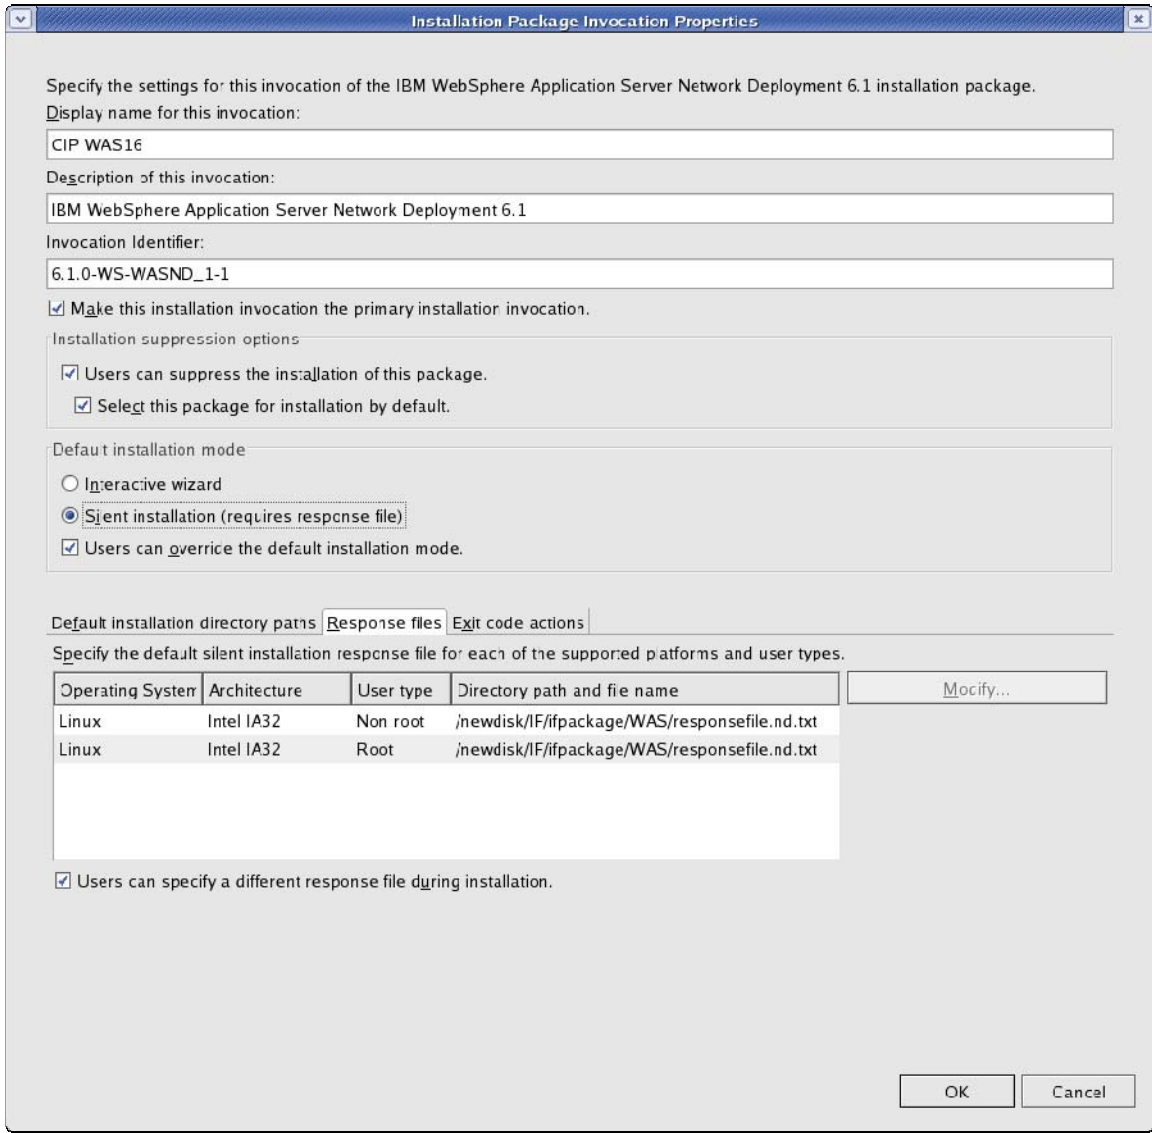 Installation Package Invocation Properties
Specify the settings for this invocation of the IBM WebSphere Application Server Network Deployment 6.1 installation package.
Display name for this invocation:
CIP WAS16
Description of this invocation:
IBM WebSphere Application Server Network Deployment 6.1
Invocation Identifier:
6.1.0-WS-WASND_1-1
Make this installation invocation the primary installation invocation.
Installation suppression options
Users can suppress the installation of this package.
Select this package for installation by default.
Default installation mode
Interactive wizard
Silent installation (requires response file)
Users can override the default installation mode.
Default installation directory paths Response files Exit code actions
Specify the default silent installation response file for each of the supported platforms and user types.
Operating System Architecture User type Directory path and file name Modify...
Linux Intel IA32 Non root /newdisk/IF/ifpackage/WAS/responsefile.nd.txt
Linux Intel IA32 Root /newdisk/IF/ifpackage/WAS/responsefile.nd.txt
Users can specify a different response file during installation.
OK Cancel